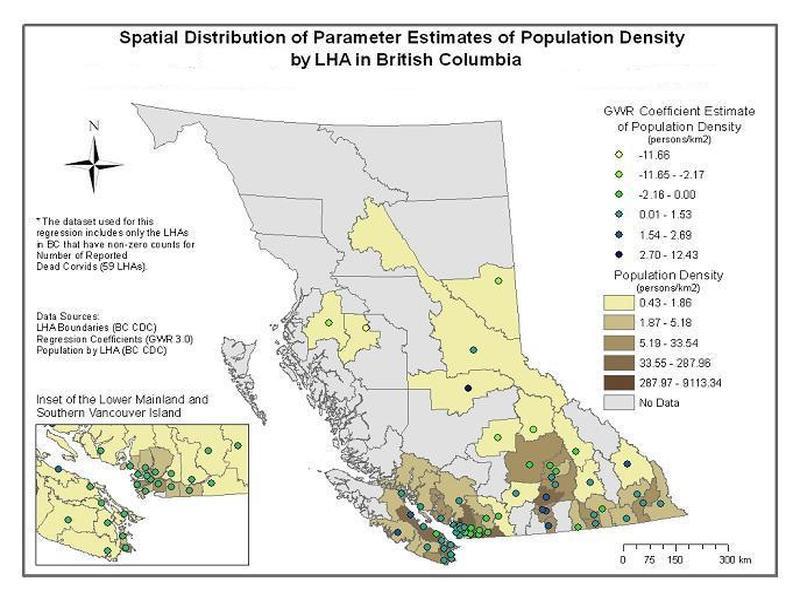 Spatial Distribution of Parameter Estimates of Population Density
by LHA in British Columbia
N
* The dataset used for this
regression includes only the LHAs
in BC that have non-zero counts for
Number of Reported
Dead Corvids (59 LHAs).
Data Sources:
LHA Boundaries (BC CDC)
Regression Coefficients (GWR 3.0)
Population by LHA (BC CDC)
Inset of the Lower Mainland and
Southern Vancouver Island
GWR Coefficient Estimate
of Population Density
(persons/km2)
-11.66
-11.65 - -2.17
-2.16 - 0.00
0.01 - 1.53
1.54 - 2.69
2.70 - 12.43
Population Density
(persons/km2)
0.43 - 1.86
1.87 - 5.18
5.19 - 33.54
33.55 - 287.96
287.97 - 9113.34
No Data
0 75 150 300 km